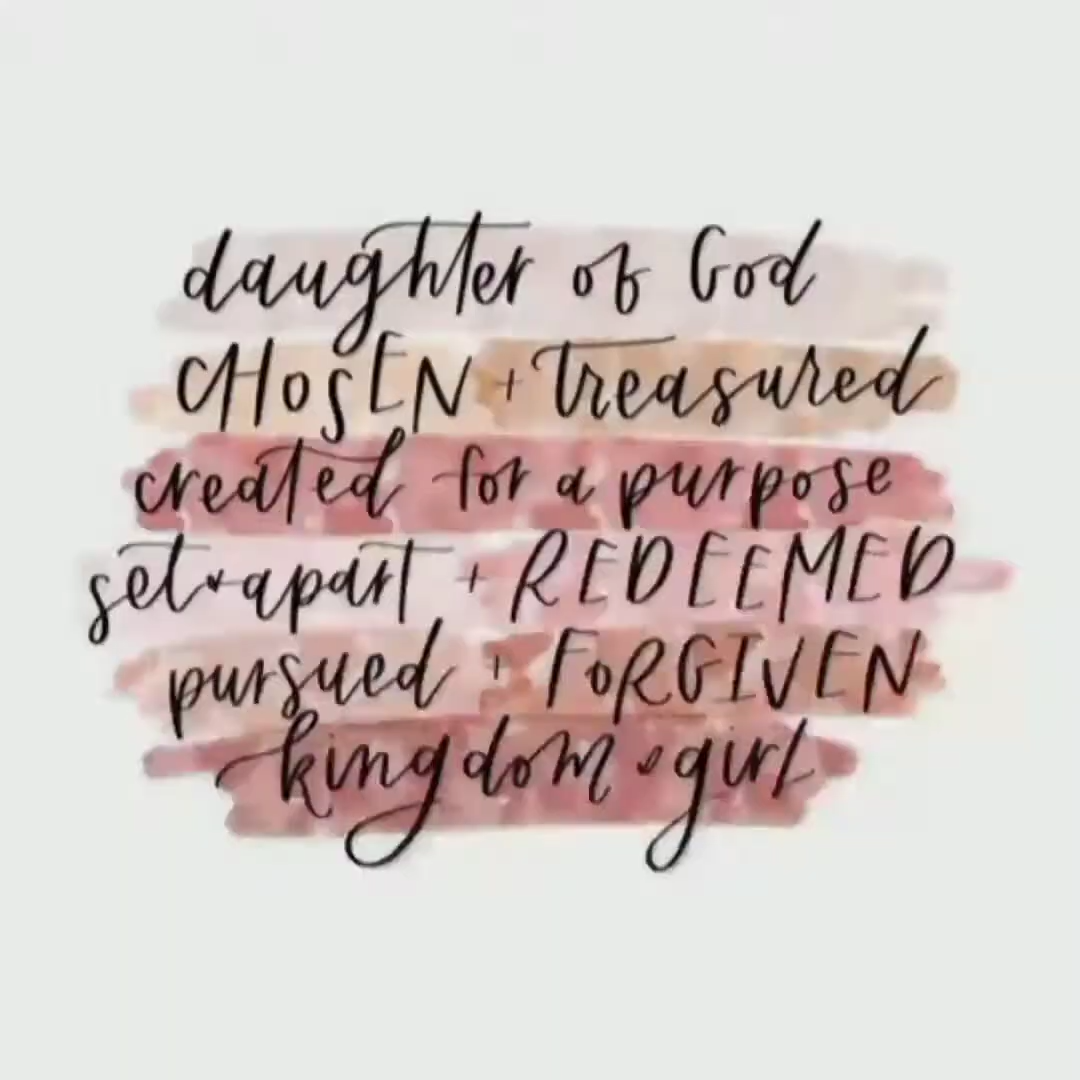 daughter of God
CHOSEN + treasured
created for a purpose
set apart + REDEEMED
pursued + FORGIVEN
kingdom girl